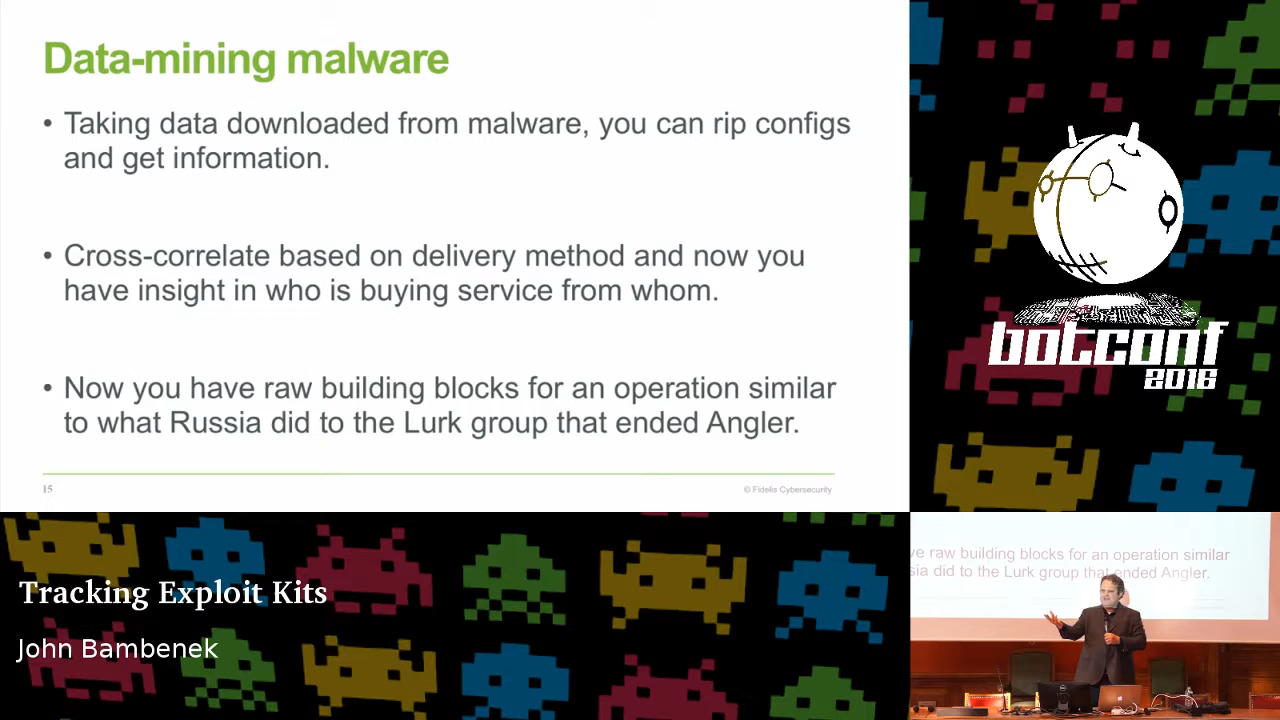 Data-mining malware
• Taking data downloaded from malware, you can rip configs
and get information.
• Cross-correlate based on delivery method and now you
have insight in who is buying service from whom.
• Now you have raw building blocks for an operation similar
to what Russia did to the Lurk group that ended Angler.
15
© Fidelis Cybersecurity
botconf
2016
Tracking Exploit Kits
John Bambenek
ve raw building blocks for an operation similar
sia did to the Lurk group that ended Angler.